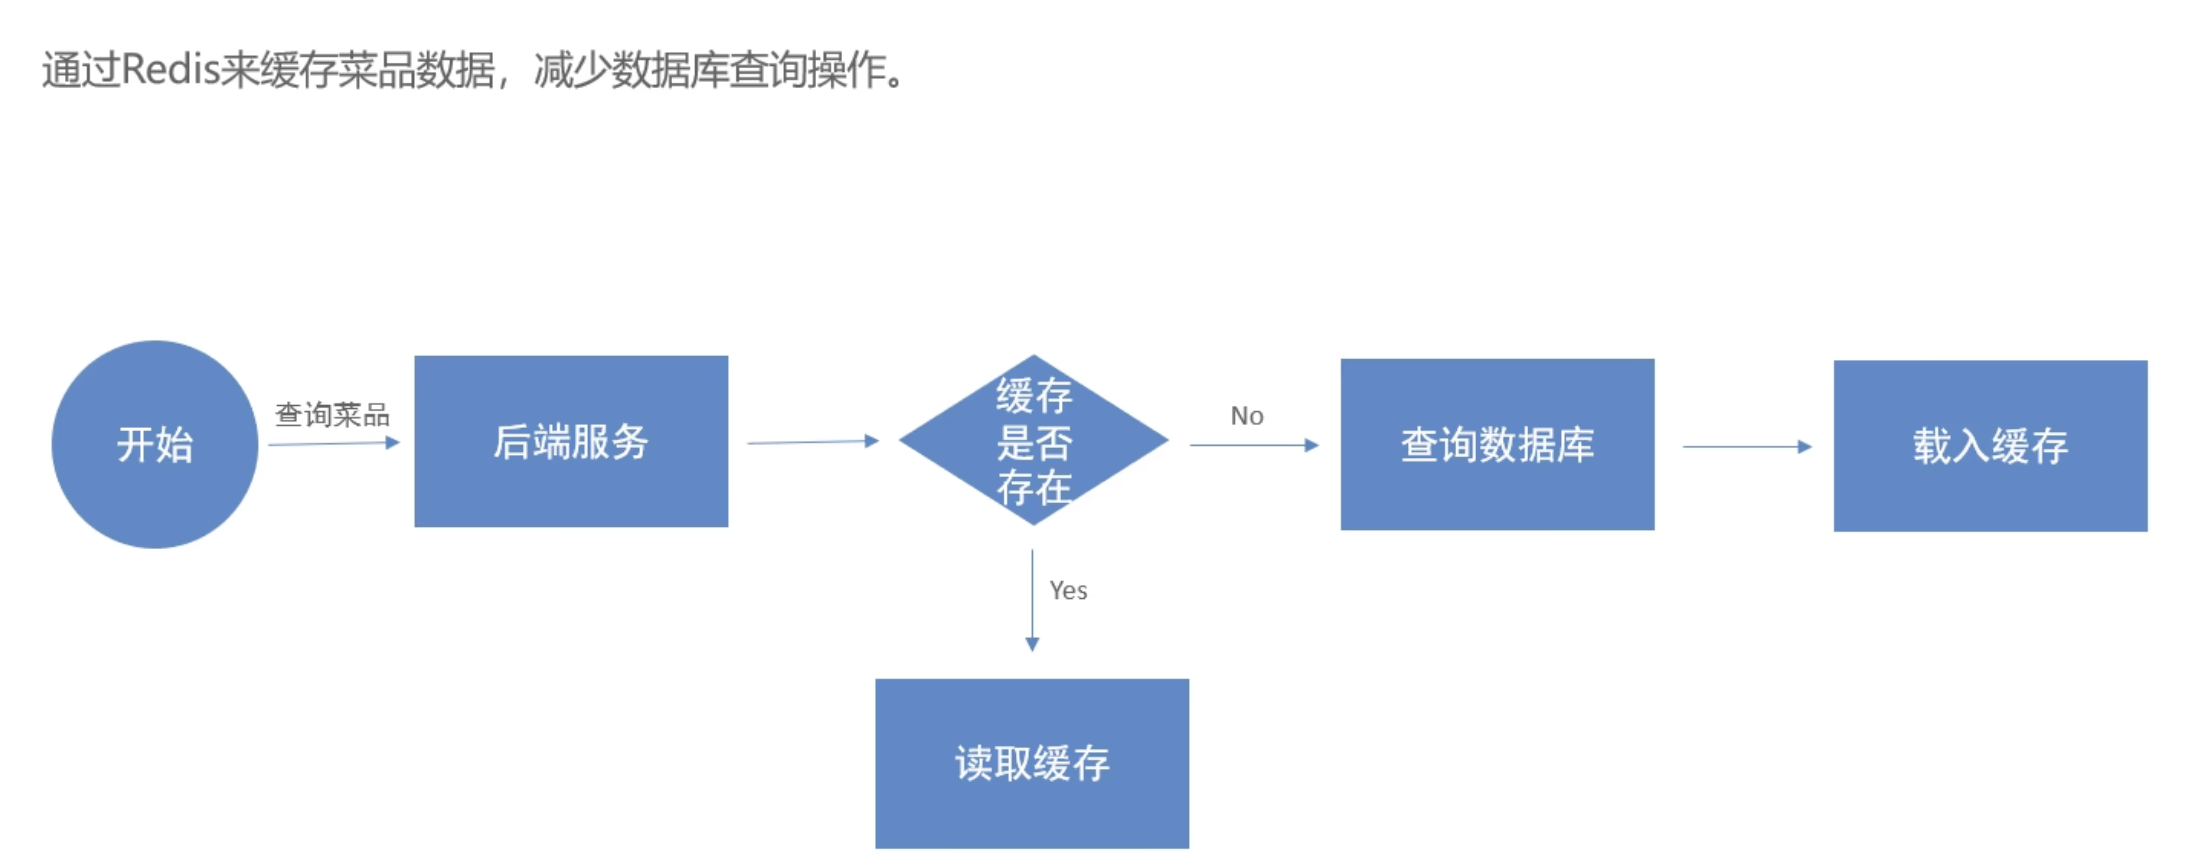 通过Redis来缓存菜品数据，减少数据库查询操作。
开始
查询菜品
后端服务
缓存
是否
存在
No
查询数据库
载入缓存
Yes
读取缓存